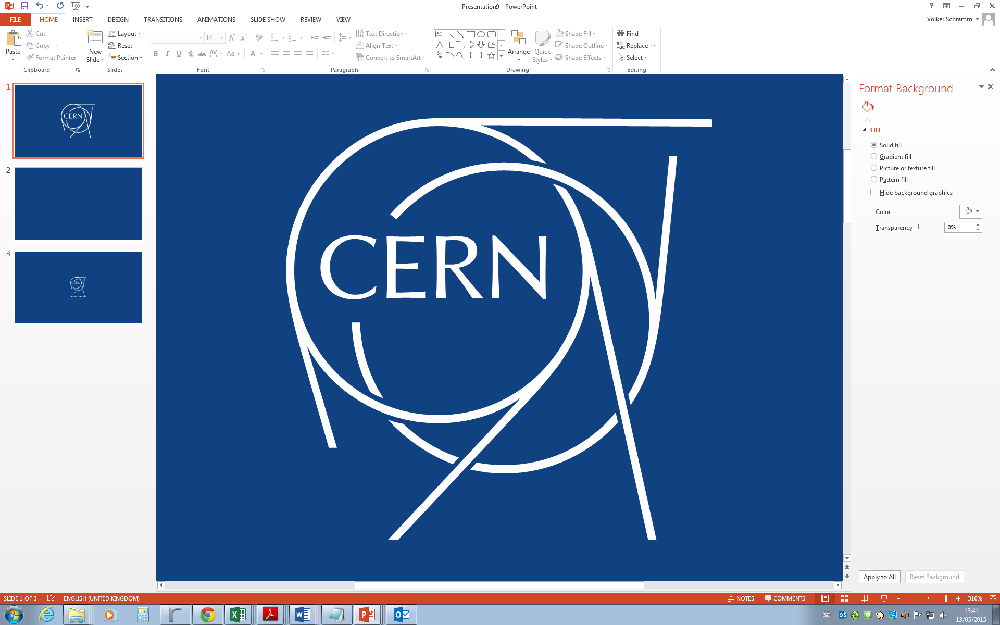 Presentation9 - PowerPoint
?
FILE HOME INSERT DESIGN TRANSITIONS ANIMATIONS SLIDE SHOW REVIEW VIEW
Volker Schramm
Paste
Cut
Copy
Format Painter
Clipboard
New Slide
Layout
Reset
Section
Slides
14
B I U S abc AV Aa A
Font
Text Direction
Align Text
Convert to SmartArt
Paragraph
Arrange
Quick Styles
Shape Fill
Shape Outline
Shape Effects
Drawing
Find
Replace
Select
Editing
1
CERN
2
3
CERN
www.cern.ch
CERN
Format Background
FILL
Solid fill
Gradient fill
Picture or texture fill
Pattern fill
Hide background graphics
Color
Transparency 0%
Apply to All Reset Background
SLIDE 1 OF 3 ENGLISH (UNITED KINGDOM) NOTES COMMENTS 310%
13:41
13/05/2015